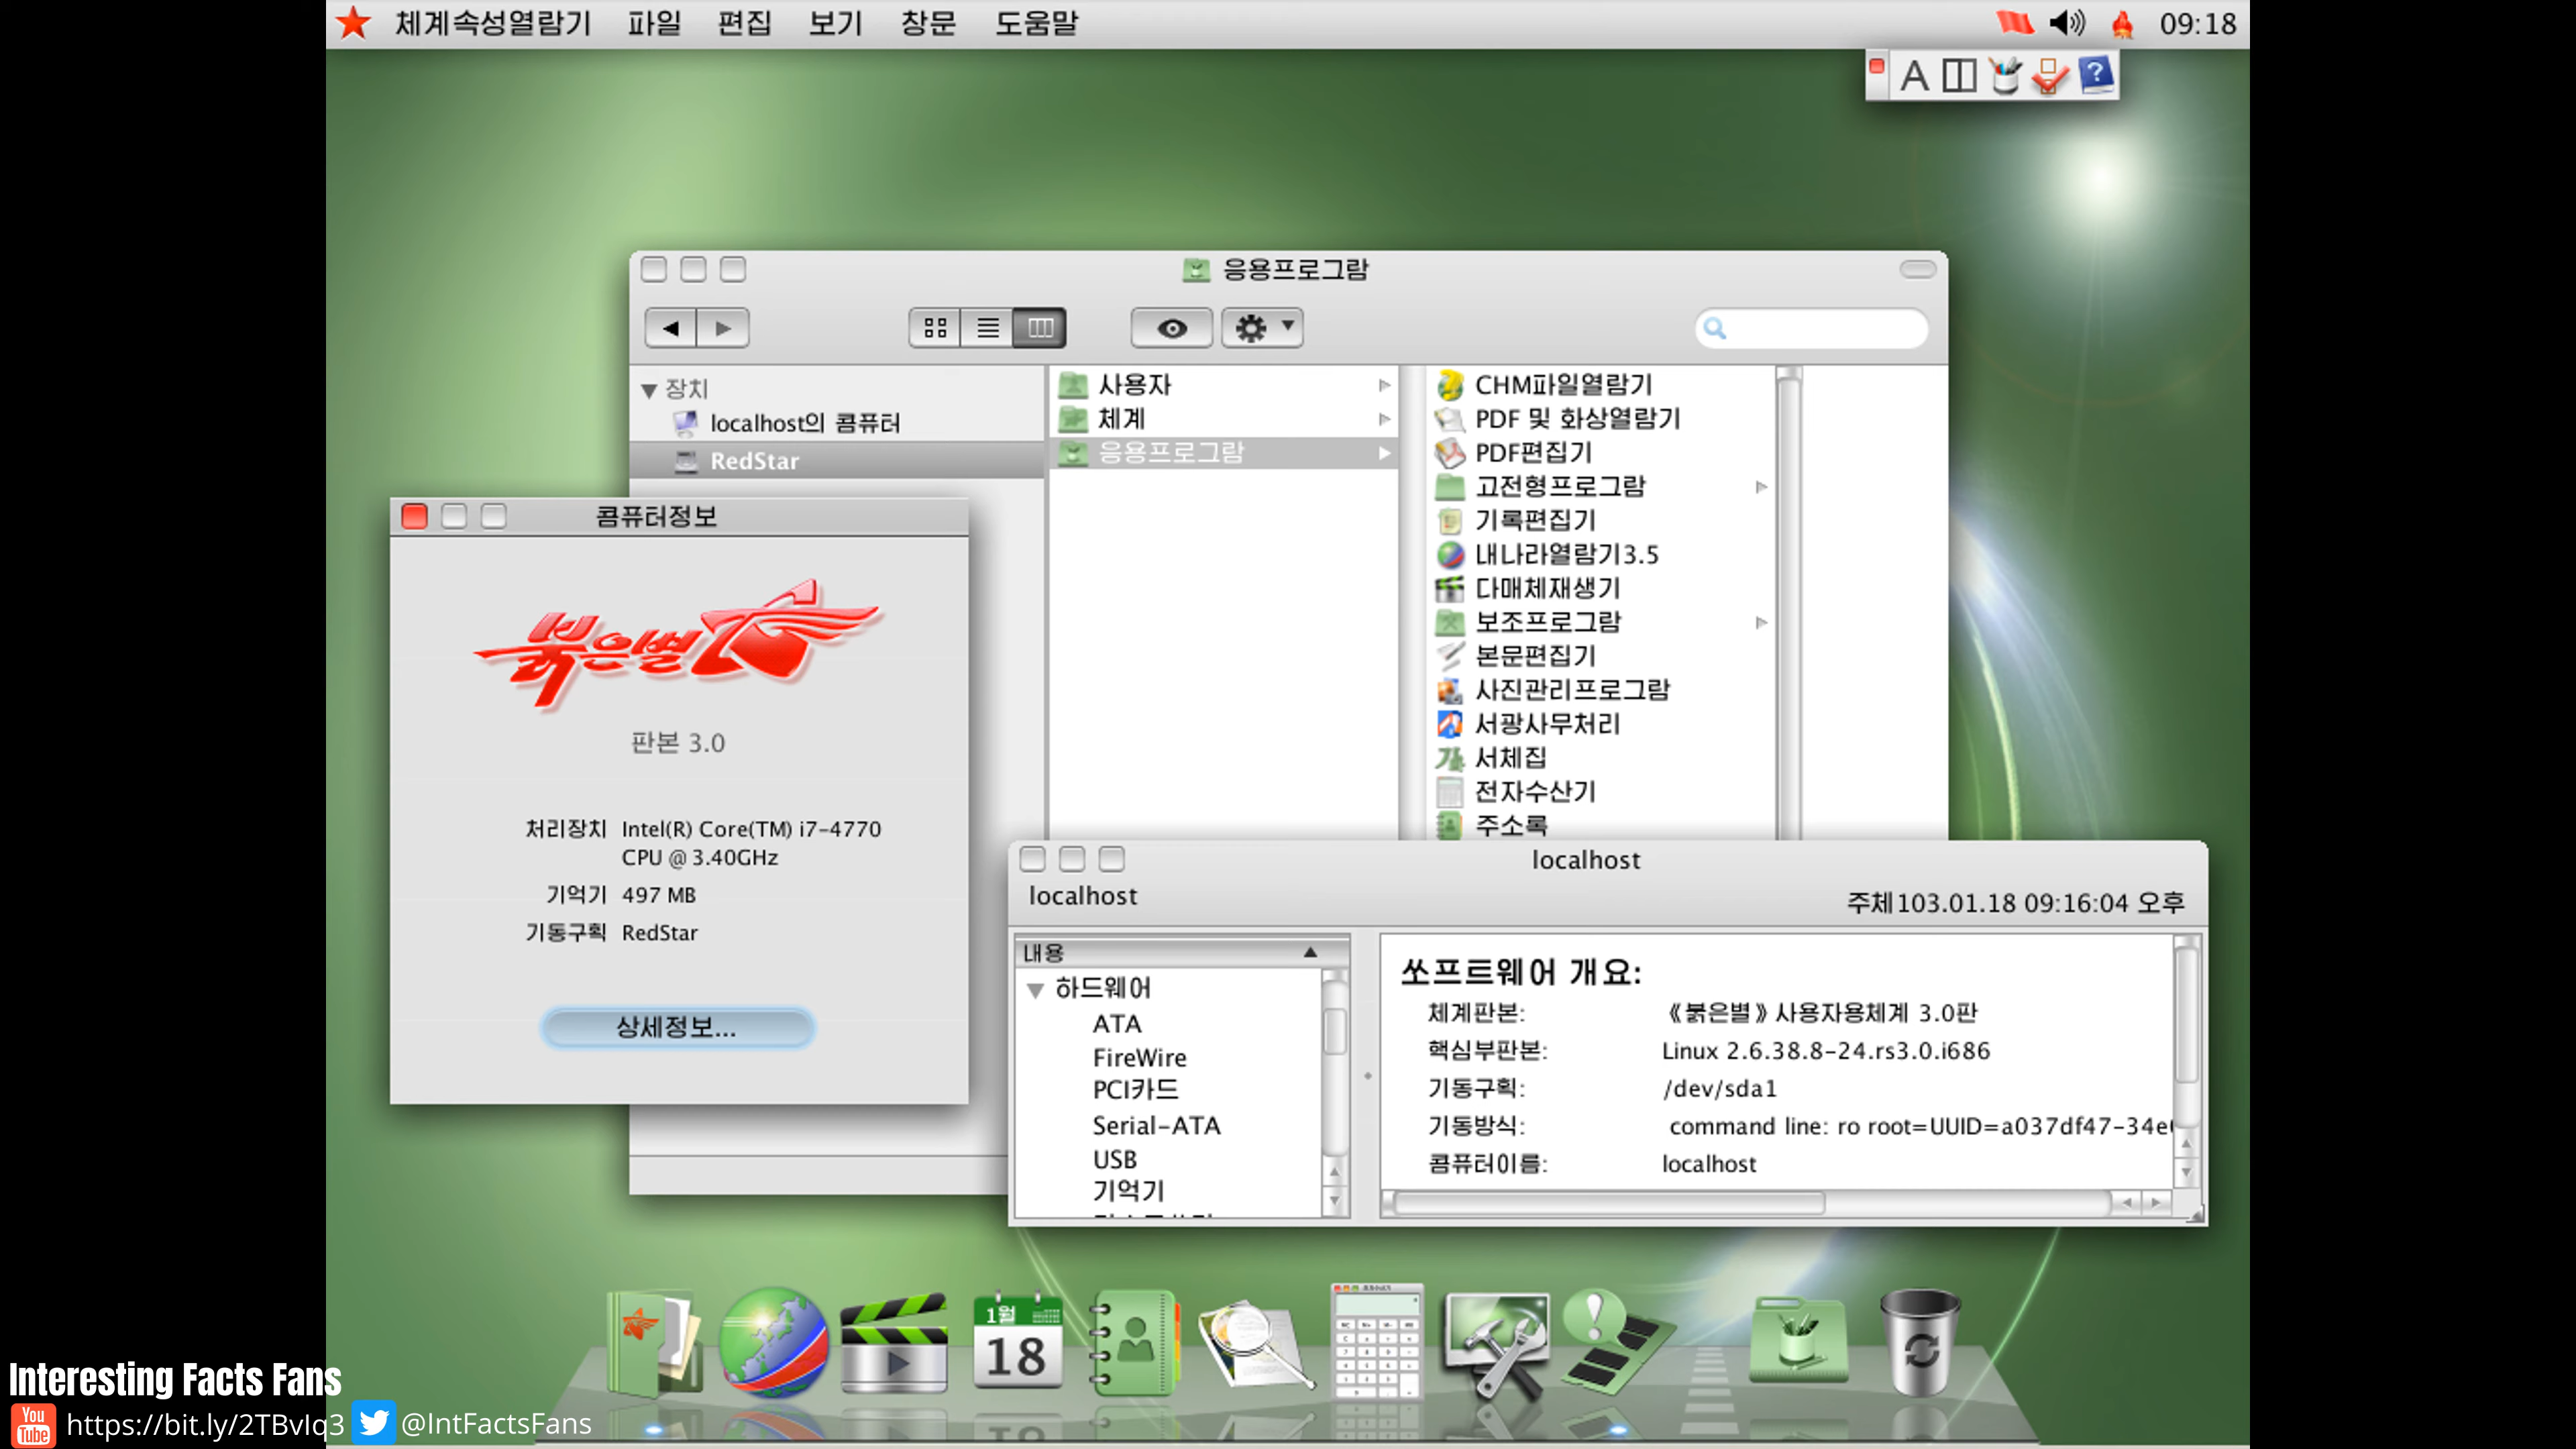 체계속성열람기 파일 편집 보기 창문 도움말 09:18
A ?
응용프로그람
장치
localhost의 콤퓨터
RedStar
사용자
체계
응용프로그람
CHM파일열람기
PDF 및 화상열람기
PDF편집기
고전형프로그람
기록편집기
내나라열람기3.5
다매체재생기
보조프로그람
본문편집기
사진관리프로그람
서광사무처리
서체집
전자수산기
주소록
콤퓨터정보
붉은별
판본 3.0
처리장치 Intel(R) Core(TM) i7-4770
CPU @ 3.40GHz
기억기 497 MB
기동구획 RedStar
상세정보...
localhost
localhost
주체103.01.18 09:16:04 오후
내용
하드웨어
ATA
FireWire
PCI카드
Serial-ATA
USB
기억기
쏘프트웨어 개요:
체계판본: 《붉은별》사용자용체계 3.0판
핵심부판본: Linux 2.6.38.8-24.rs3.0.i686
기동구획: /dev/sda1
기동방식: command line: ro root=UUID=a037df47-34e
콤퓨터이름: localhost
1월
18
Interesting Facts Fans
You Tube https://bit.ly/2TBvIq3 @IntFactsFans